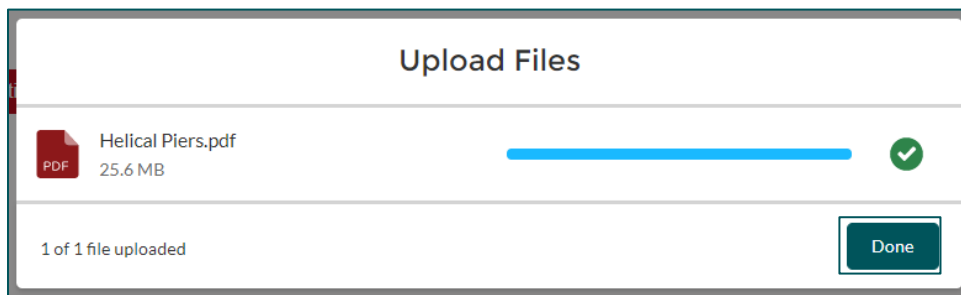 Upload Files
Helical Piers.pdf
PDF
25.6 MB
1 of 1 file uploaded
Done